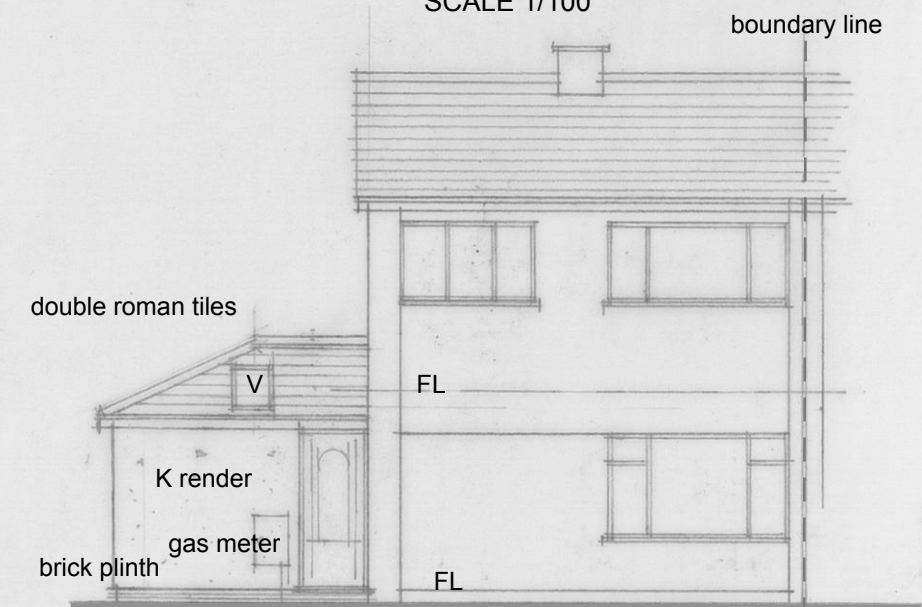 SCALE 1/100
boundary line
double roman tiles
V
FL
K render
gas meter
brick plinth
FL